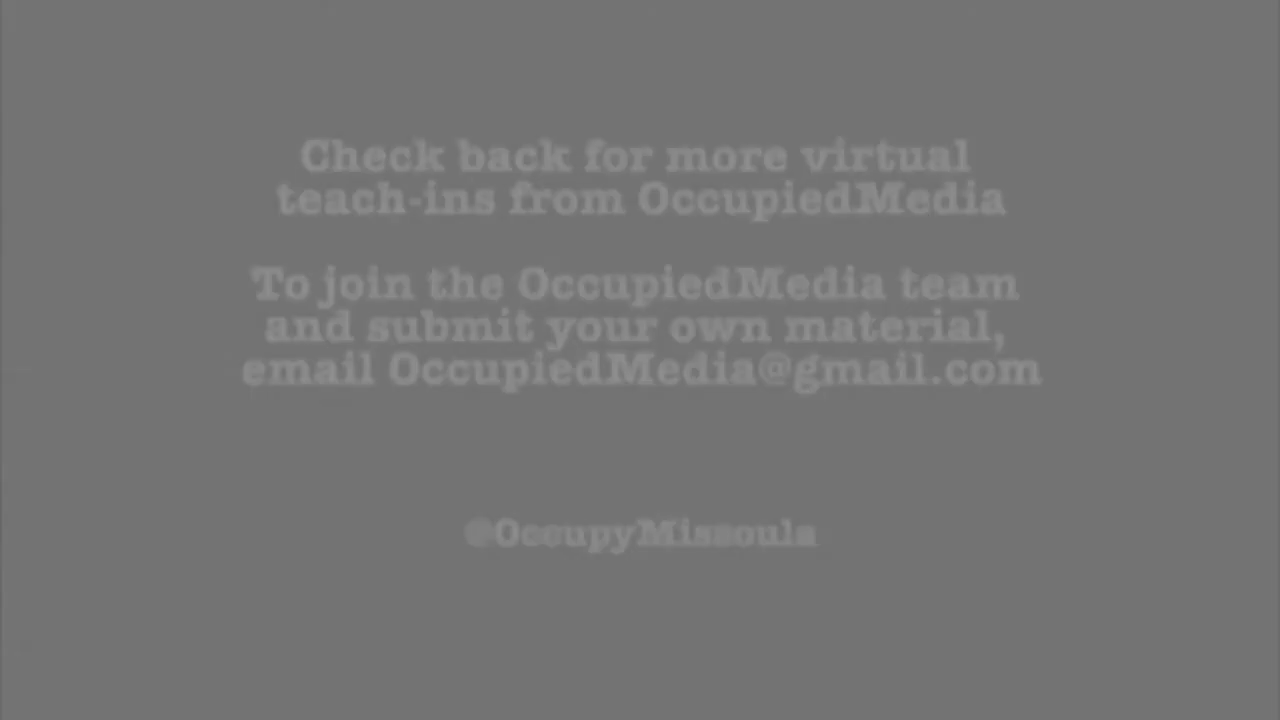 Check back for more virtual
teach-ins from OccupiedMedia
To join the OccupiedMedia team
and submit your own material,
email OccupiedMedia@gmail.com
@OccupyMissoula